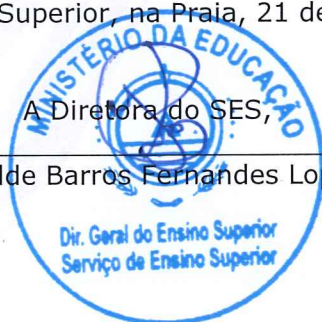 Superior, na Praia, 21 de
MINISTÉRIO DA EDUCAÇÃO
A Diretora do SES,
lde Barros Fernandes Lo
Dir. Geral do Ensino Superior
Serviço de Ensino Superior